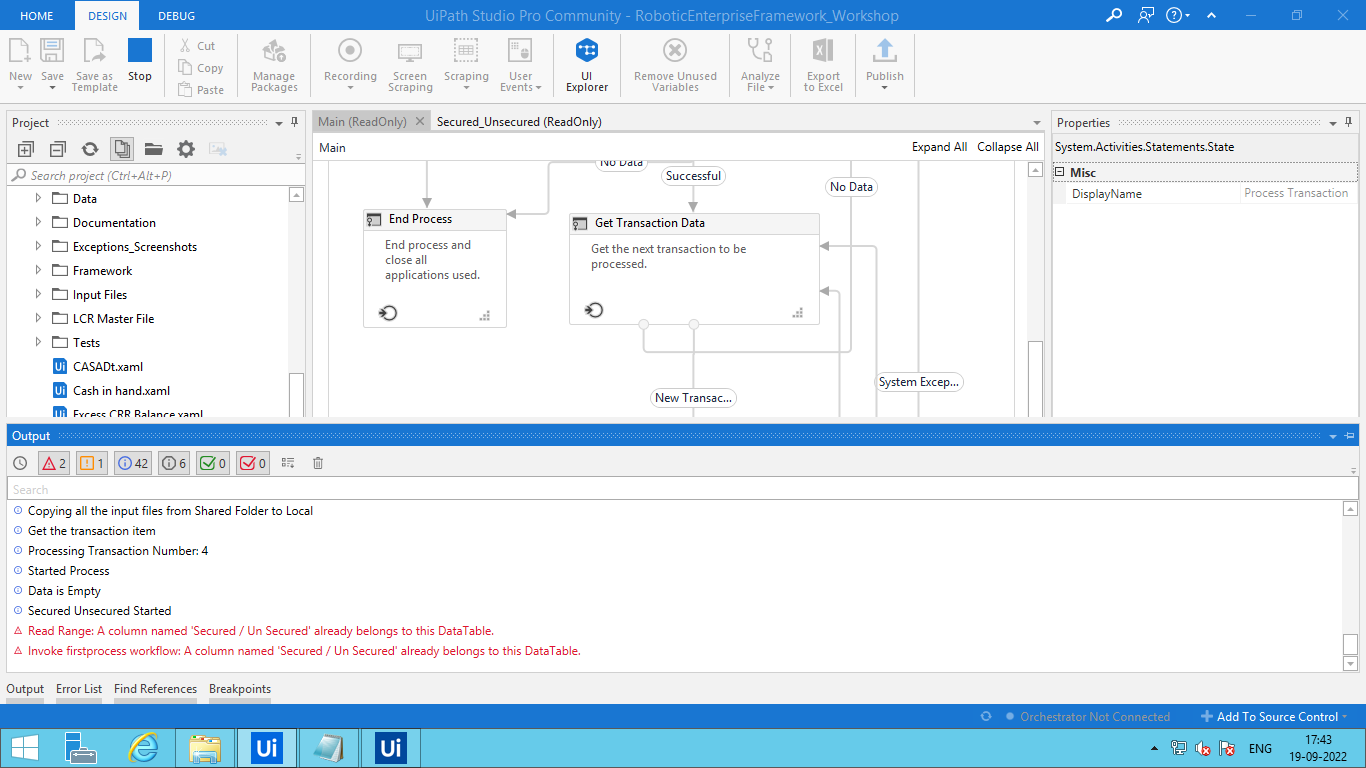 HOME DESIGN DEBUG UiPath Studio Pro Community - RoboticEnterpriseFramework_Workshop
New Save Save as Template Stop
Cut
Copy
Paste
Manage Packages
Recording Screen Scraping Scraping User Events
UI Explorer
Remove Unused Variables
Analyze File
Export to Excel
Publish
Project
Search project (Ctrl+Alt+P)
Data
Documentation
Exceptions_Screenshots
Framework
Input Files
LCR Master File
Tests
CASADt.xaml
Cash in hand.xaml
Excess CRR Balance.xaml
Main (ReadOnly) Secured_Unsecured (ReadOnly)
Main Expand All Collapse All
No Data
Successful
No Data
End Process
End process and
close all
applications used.
Get Transaction Data
Get the next transaction to be
processed.
System Excep...
New Transac...
Properties
System.Activities.Statements.State
Misc
DisplayName Process Transaction
Output
2 1 42 6 0 0
Search
Copying all the input files from Shared Folder to Local
Get the transaction item
Processing Transaction Number: 4
Started Process
Data is Empty
Secured Unsecured Started
Read Range: A column named 'Secured / Un Secured' already belongs to this DataTable.
Invoke firstprocess workflow: A column named 'Secured / Un Secured' already belongs to this DataTable.
Output Error List Find References Breakpoints
Orchestrator Not Connected Add To Source Control
Ui Ui
ENG
17:43
19-09-2022